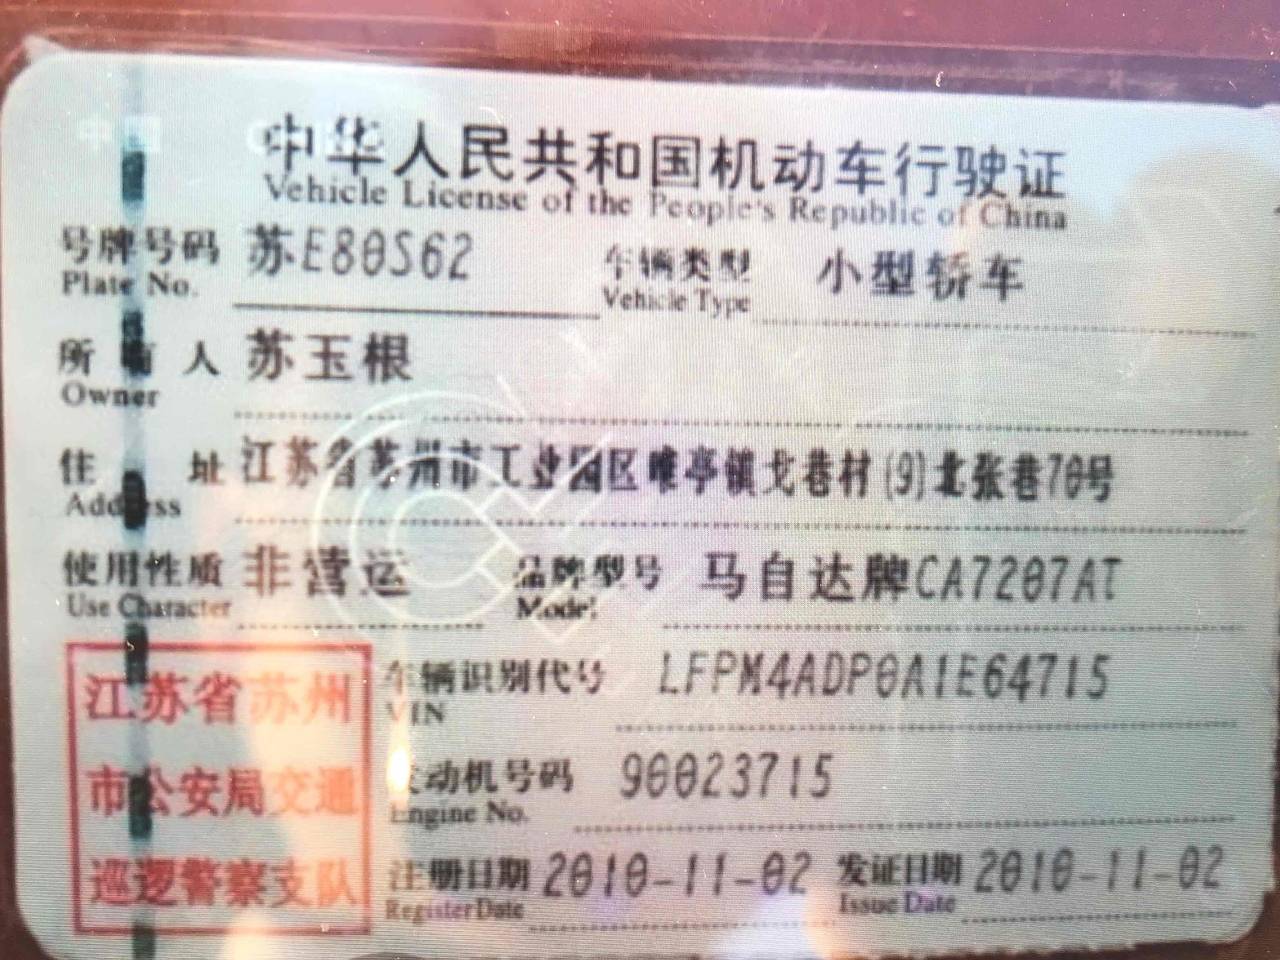 中华人民共和国机动车行驶证
Vehicle License of the People's Republic of China
号牌号码 苏E80S62 车辆类型 小型轿车
Plate No. Vehicle Type
所有人 苏玉根
Owner
住址 江苏省苏州市工业园区唯亭镇戈巷村(9)北张巷70号
Address
使用性质 非营运 品牌型号 马自达牌CA7207AT
Use Character Model
江苏省苏州 车辆识别代号 LFPM4ADP0A1E64715
VIN
市公安局交通 发动机号码 90023715
Engine No.
巡逻警察支队 注册日期 2010-11-02 发证日期 2010-11-02
Register Date Issue Date